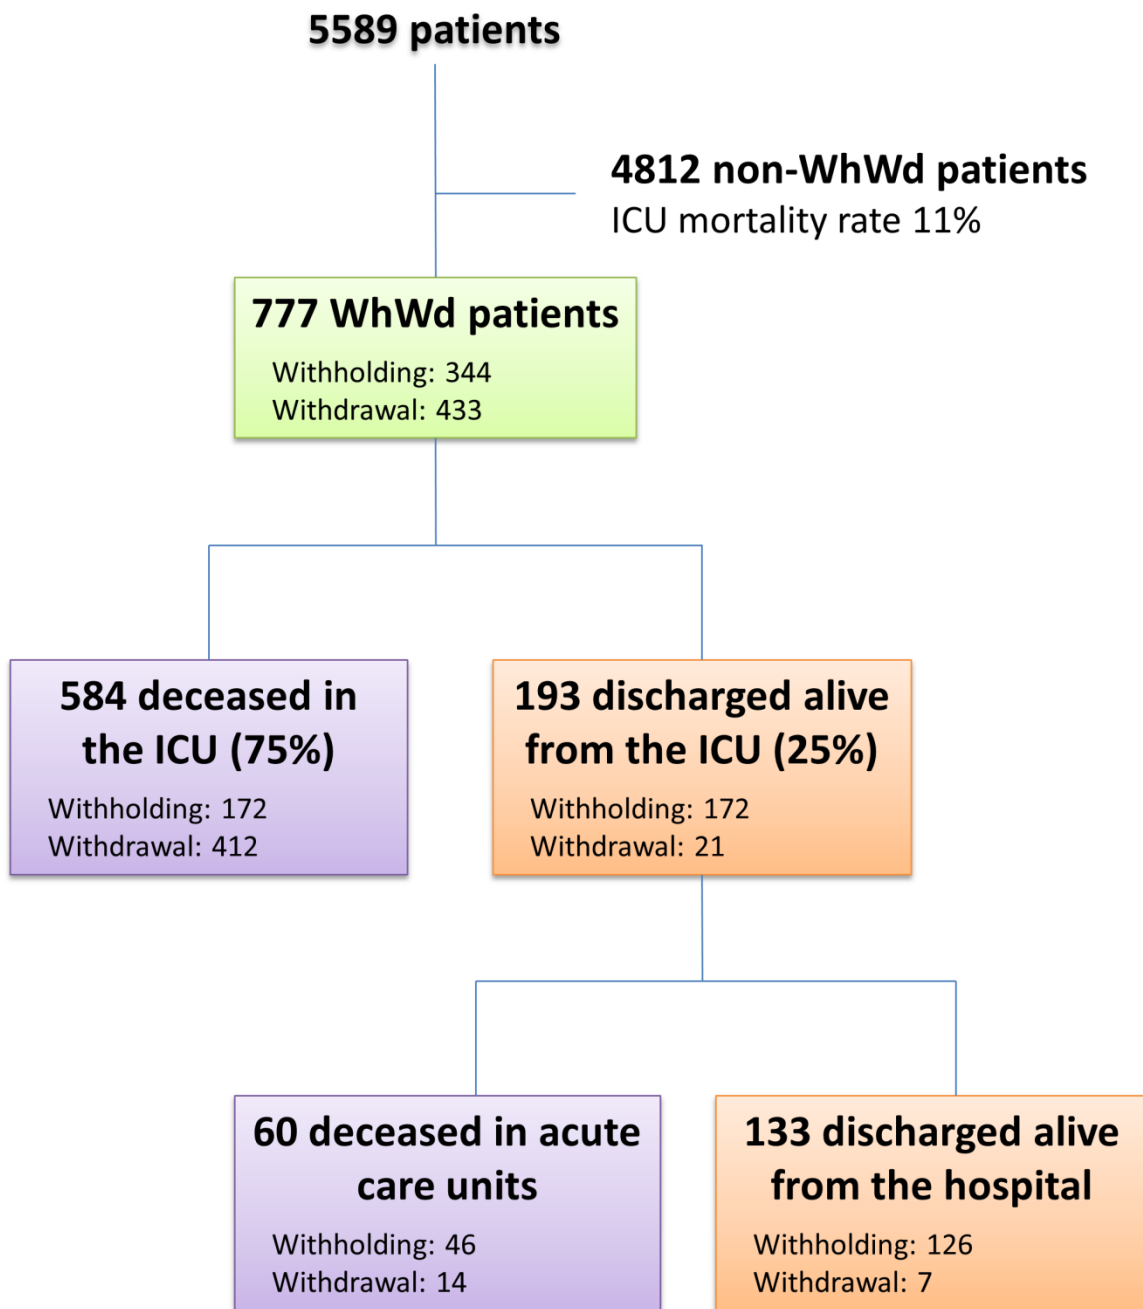 5589 patients
4812 non-WhWd patients
ICU mortality rate 11%
777 WhWd patients
Withholding: 344
Withdrawal: 433
584 deceased in
the ICU (75%)
Withholding: 172
Withdrawal: 412
193 discharged alive
from the ICU (25%)
Withholding: 172
Withdrawal: 21
60 deceased in acute
care units
Withholding: 46
Withdrawal: 14
133 discharged alive
from the hospital
Withholding: 126
Withdrawal: 7